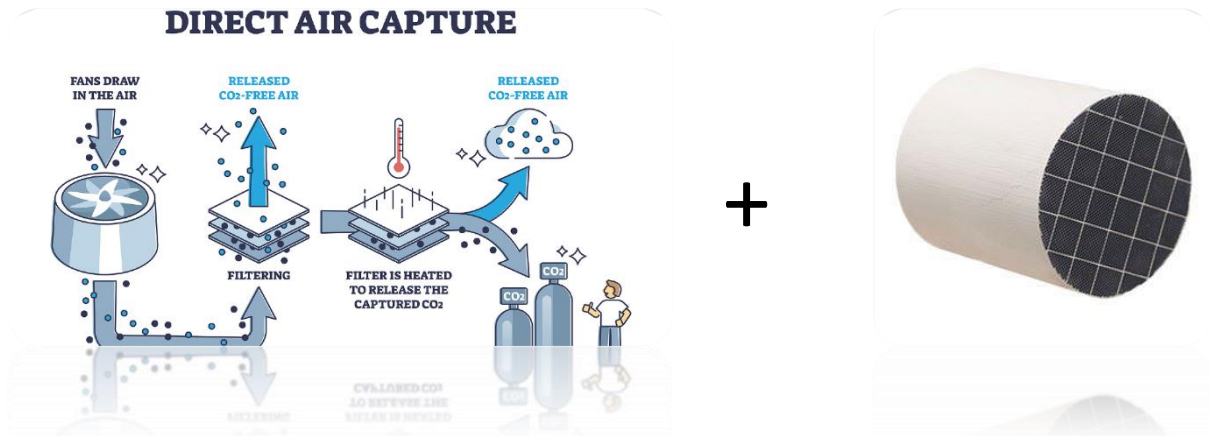 DIRECT AIR CAPTURE
FANS DRAW
IN THE AIR
RELEASED
CO2-FREE AIR
RELEASED
CO2-FREE AIR
FILTERING
FILTER IS HEATED
TO RELEASE THE
CAPTURED CO2
CO2
CO2
+